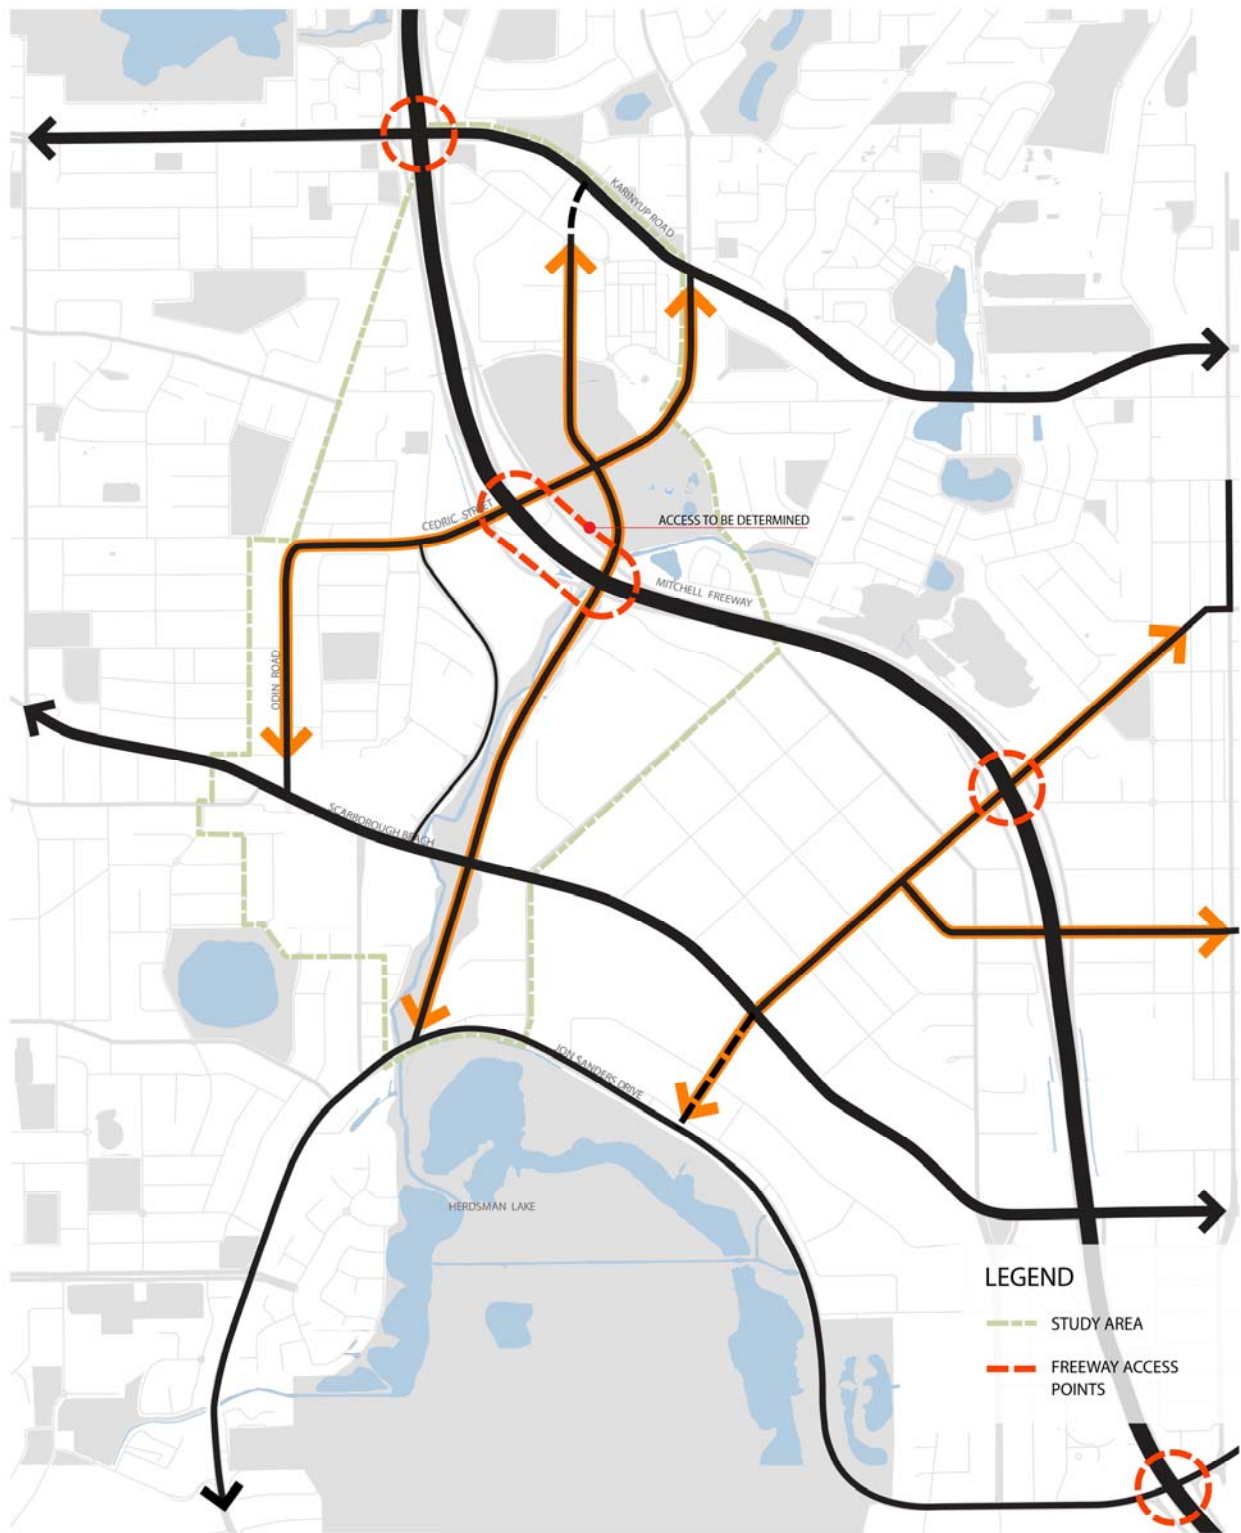 KARINYUP ROAD
CEDRIC STREET
ACCESS TO BE DETERMINED
MITCHELL FREEWAY
ODIN ROAD
SCARBOROUGH BEACH
JON SANDERS DRIVE
HERDSMAN LAKE
LEGEND
STUDY AREA
FREEWAY ACCESS
POINTS